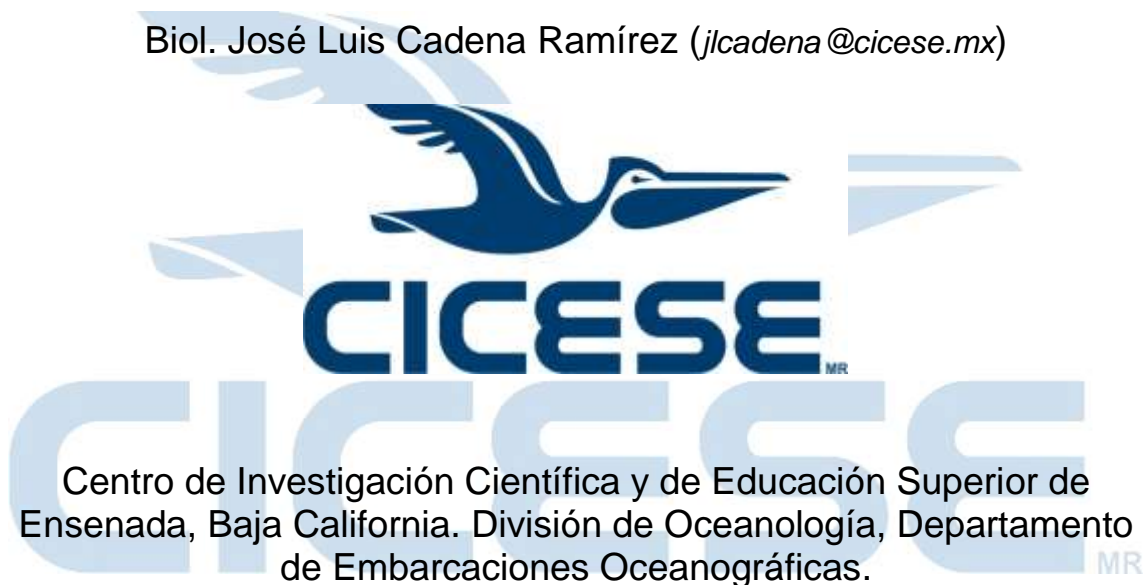 Biol. José Luis Cadena Ramírez (jlcadena@cicese.mx)
CICESE
MR
CICESE
Centro de Investigación Científica y de Educación Superior de
Ensenada, Baja California. División de Oceanología, Departamento
de Embarcaciones Oceanográficas.
MR